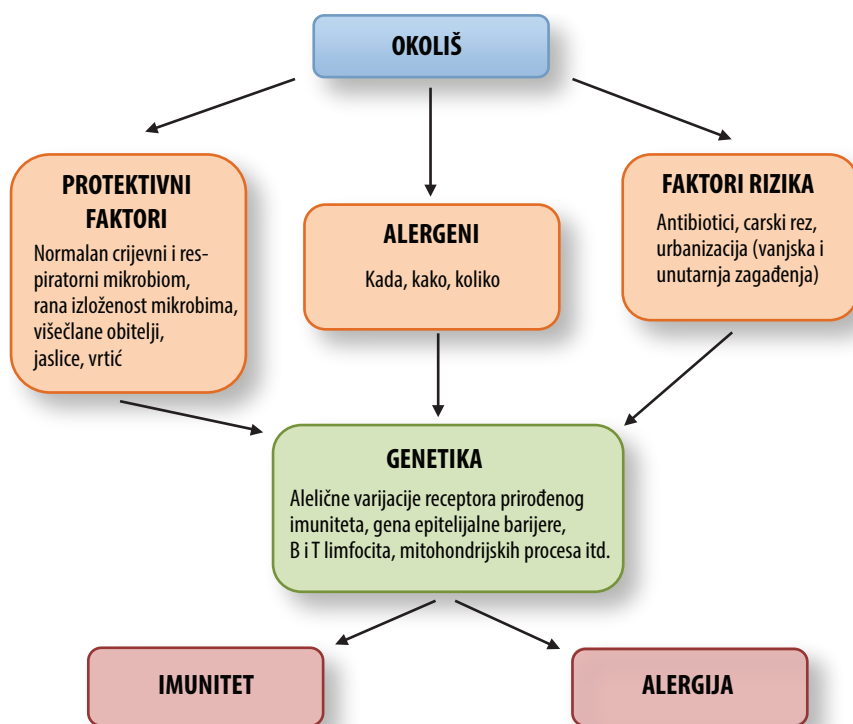 OKOLIŠ
PROTEKTIVNI
FAKTORI
Normalan crijevni i res-
piratorni mikrobiom,
rana izloženost mikrobima,
višečlane obitelji,
jaslice, vrtić
ALERGENI
Kada, kako, koliko
FAKTORI RIZIKA
Antibiotici, carski rez,
urbanizacija (vanjska i
unutarnja zagađenja)
GENETIKA
Alelične varijacije receptora prirođenog
imuniteta, gena epitelijalne barijere,
B i T limfocita, mitohondrijskih procesa itd.
IMUNITET
ALERGIJA